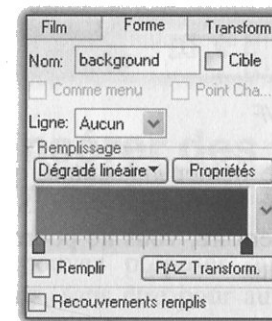 Film Forme Transform
Nom: background Cible
Comme menu Point Cha...
Ligne: Aucun
Remplissage
Dégradé linéaire Propriétés
Remplir RAZ Transform.
Recouvrements remplis